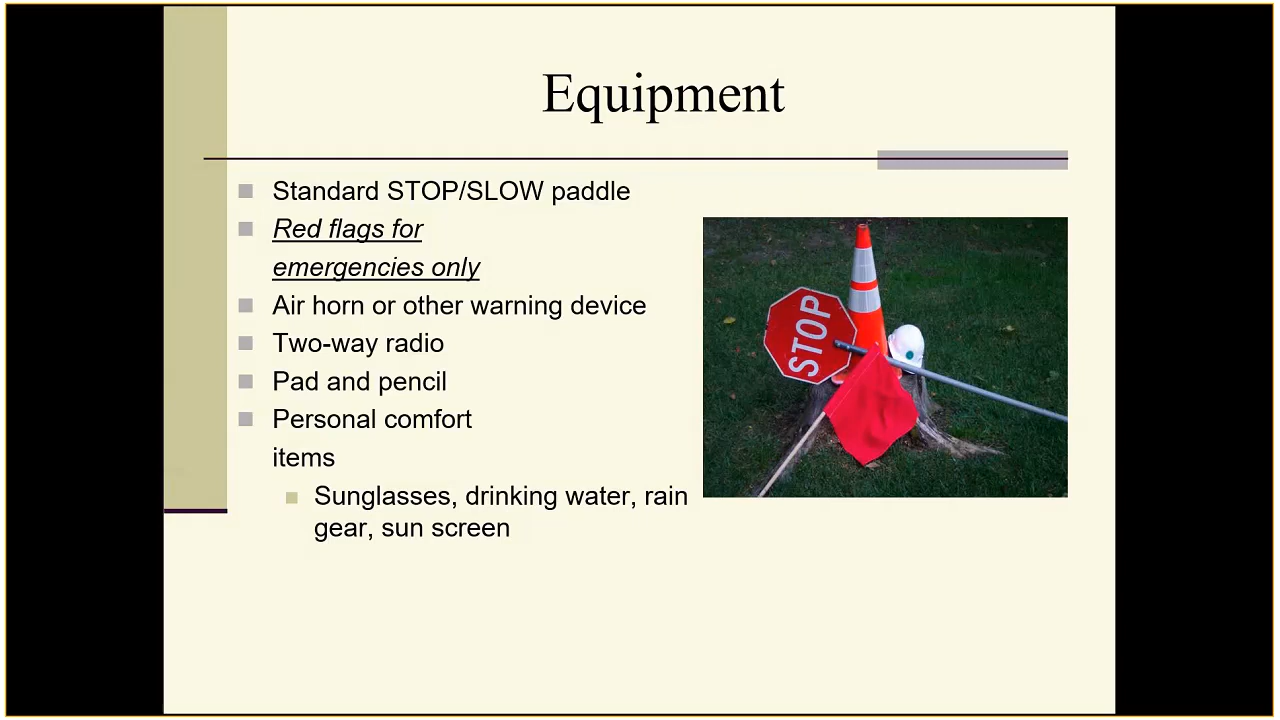 Equipment
Standard STOP/SLOW paddle
Red flags for
emergencies only
Air horn or other warning device
Two-way radio
Pad and pencil
Personal comfort
items
Sunglasses, drinking water, rain
gear, sun screen
STOP